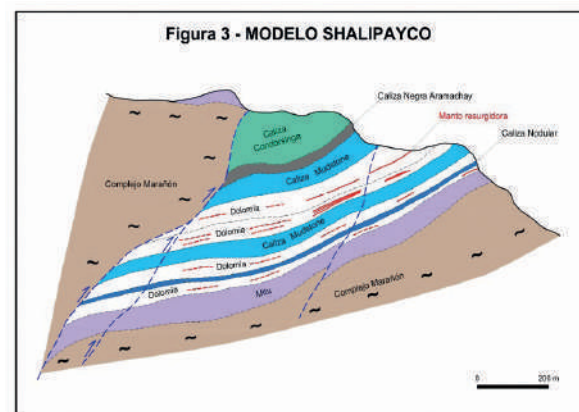 Figura 3 - MODELO SHALIPAYCO
Caliza Negra Aramachay
Manto resurgidora
Caliza Nodular
Caliza
Condorsinga
Complejo Marañón
Caliza Mudstone
Dolomía
Dolomía
Caliza Mudstone
Dolomía
Mitu
Complejo Marañón
0
200 m